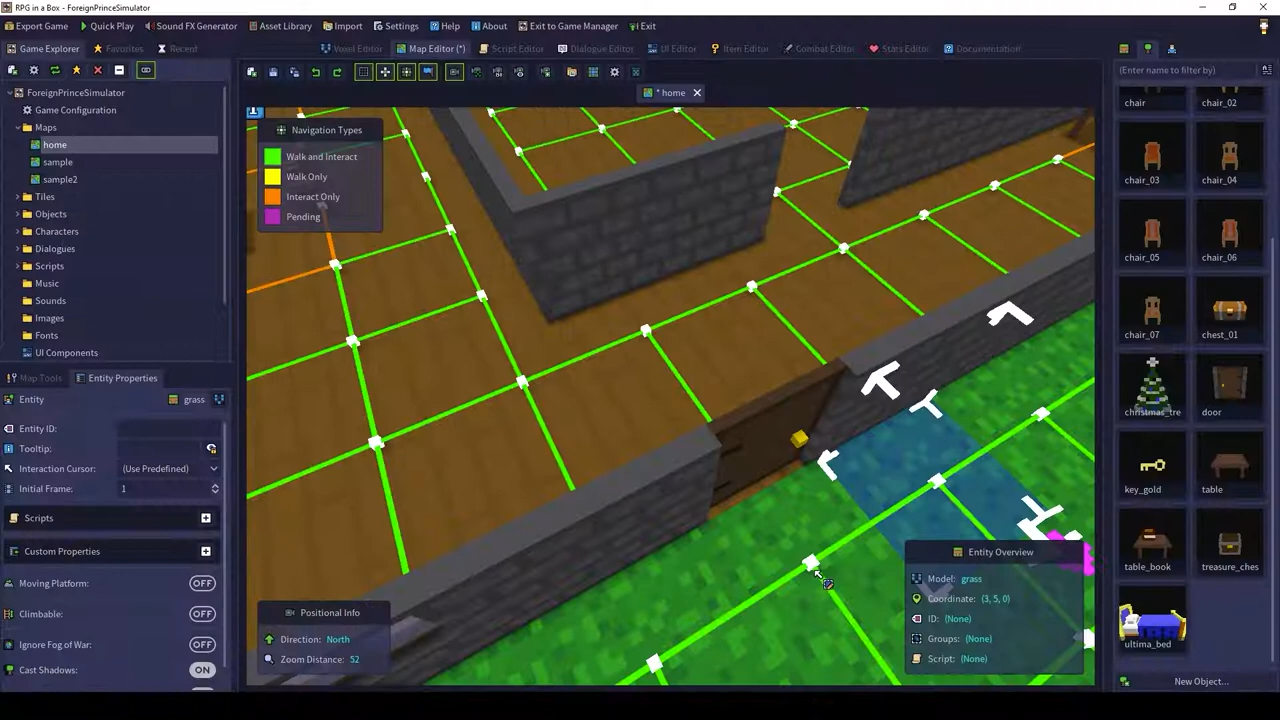 RPG in a Box - ForeignPrinceSimulator
Export Game Quick Play Sound FX Generator Asset Library Import Settings Help About Exit to Game Manager Exit
Game Explorer Favorites Recent
Voxel Editor Map Editor (*) Script Editor Dialogue Editor UI Editor Item Editor Combat Editor Stats Editor Documentation
(Enter name to filter by)
* home
ForeignPrinceSimulator
Game Configuration
Maps
home
sample
sample2
Tiles
Objects
Characters
Dialogues
Scripts
Music
Sounds
Images
Fonts
UI Components
Navigation Types
Walk and Interact
Walk Only
Interact Only
Pending
chair chair_02
chair_03 chair_04
chair_05 chair_06
chair_07 chest_01
christmas_tre door
key_gold table
table_book treasure_ches
ultima_bed
New Object...
Map Tools Entity Properties
Entity grass
Entity ID:
Tooltip:
Interaction Cursor: (Use Predefined)
Initial Frame: 1
Scripts
Custom Properties
Moving Platform: OFF
Climbable: OFF
Ignore Fog of War: OFF
Cast Shadows: ON
Positional Info
Direction: North
Zoom Distance: 52
Entity Overview
Model: grass
Coordinate: (3, 5, 0)
ID: (None)
Groups: (None)
Script: (None)